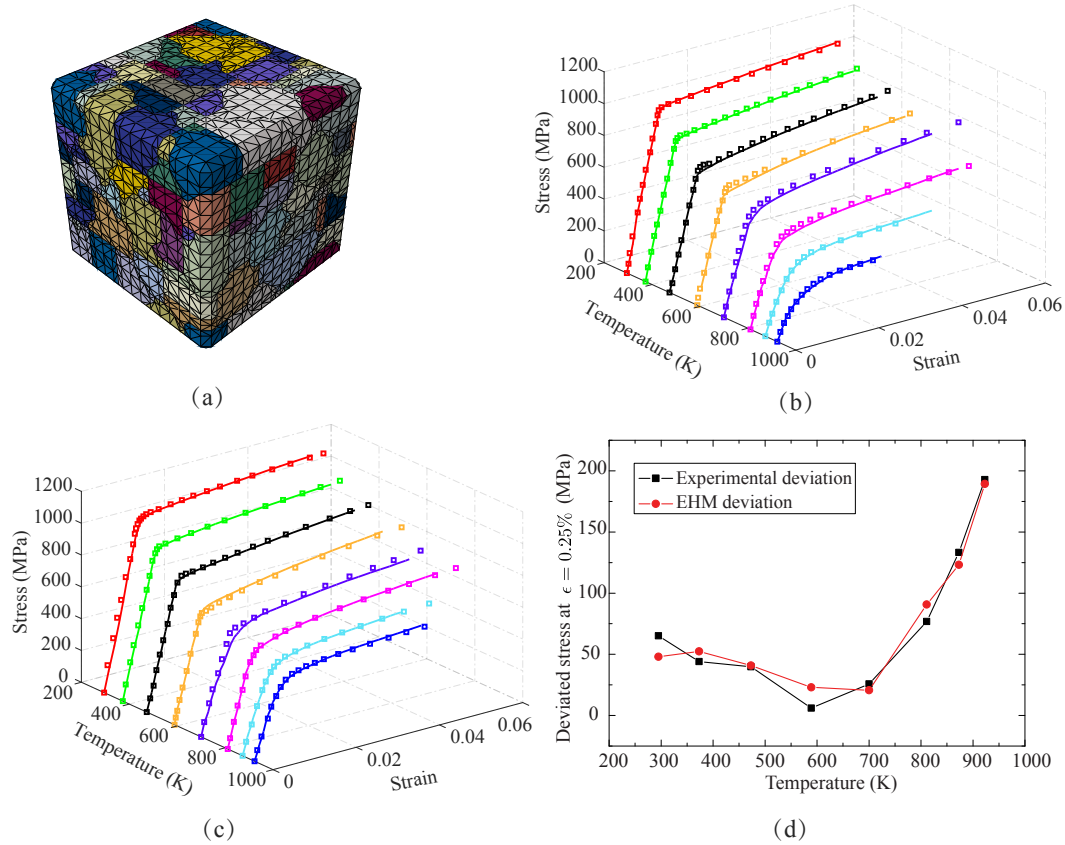 (a)
1200
1000
800
600
400
200
0
Stress (MPa)
200
400
600
800
1000
Temperature (K)
0
0.02
0.04
0.06
Strain
(b)
1200
1000
800
600
400
200
0
Stress (MPa)
200
400
600
800
1000
Temperature (K)
0
0.02
0.04
0.06
Strain
(c)
Experimental deviation
EHM deviation
200
150
100
50
0
Deviated stress at ϵ = 0.25% (MPa)
200 300 400 500 600 700 800 900 1000
Temperature (K)
(d)